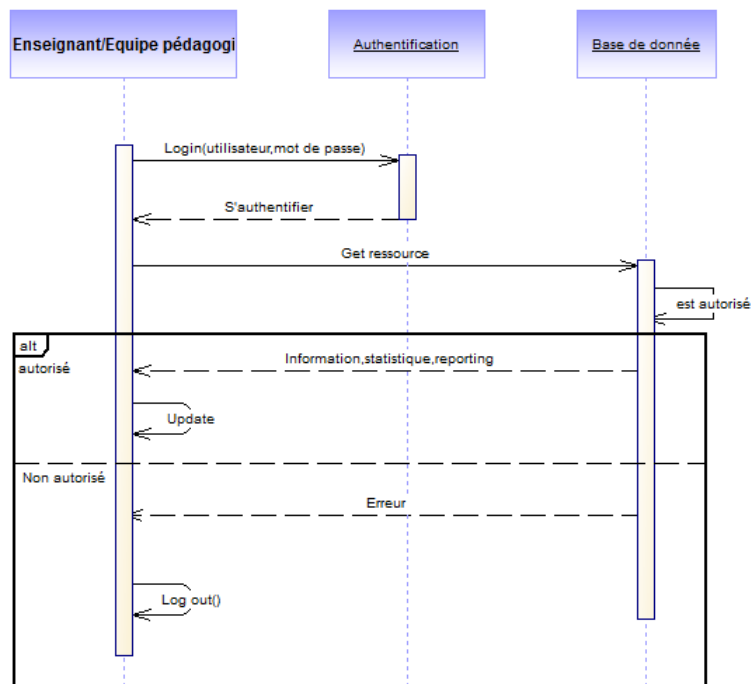 Enseignant/Equipe pédagogi
Authentification
Base de donnée
Login(utilisateur,mot de passe)
S'authentifier
Get ressource
est autorisé
alt
autorisé
Information,statistique,reporting
Update
Non autorisé
Erreur
Log out()